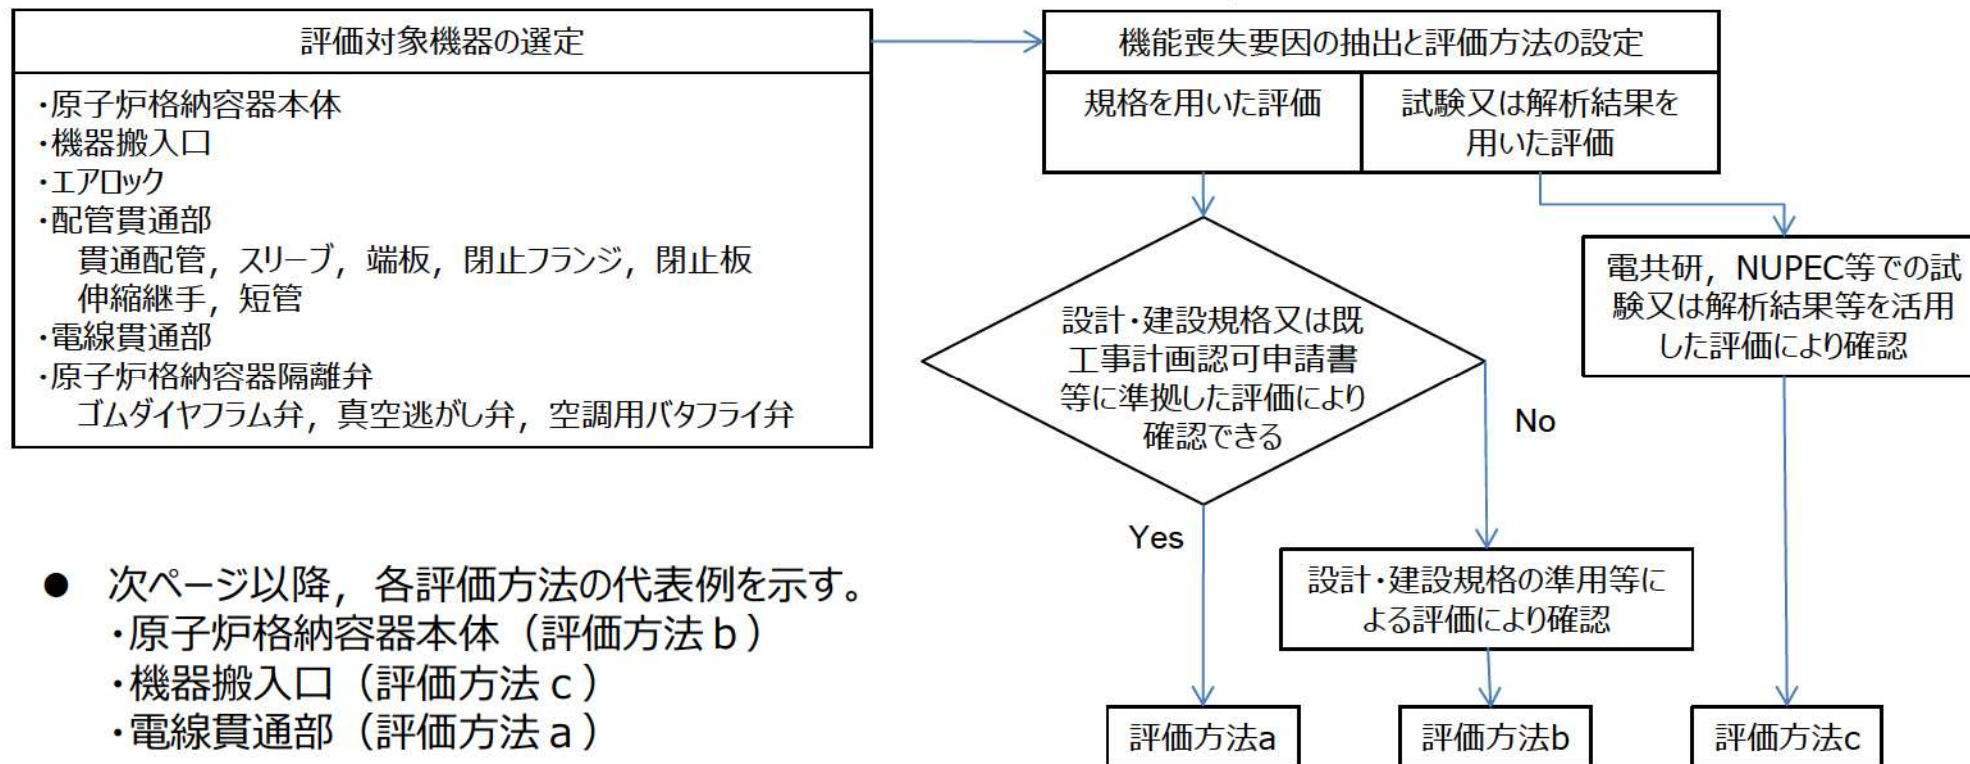 評価対象機器の選定
・原子炉格納容器本体
・機器搬入口
・エアロック
・配管貫通部
貫通配管，スリーブ，端板，閉止フランジ，閉止板
伸縮継手，短管
・電線貫通部
・原子炉格納容器隔離弁
ゴムダイヤフラム弁，真空逃がし弁，空調用バタフライ弁
機能喪失要因の抽出と評価方法の設定
規格を用いた評価
試験又は解析結果を
用いた評価
設計・建設規格又は既
工事計画認可申請書
等に準拠した評価により
確認できる
電共研，NUPEC等での試
験又は解析結果等を活用
した評価により確認
No
Yes
設計・建設規格の準用等に
よる評価により確認
評価方法a
評価方法b
評価方法c
● 次ページ以降，各評価方法の代表例を示す。
・原子炉格納容器本体（評価方法ｂ）
・機器搬入口（評価方法ｃ）
・電線貫通部（評価方法ａ）